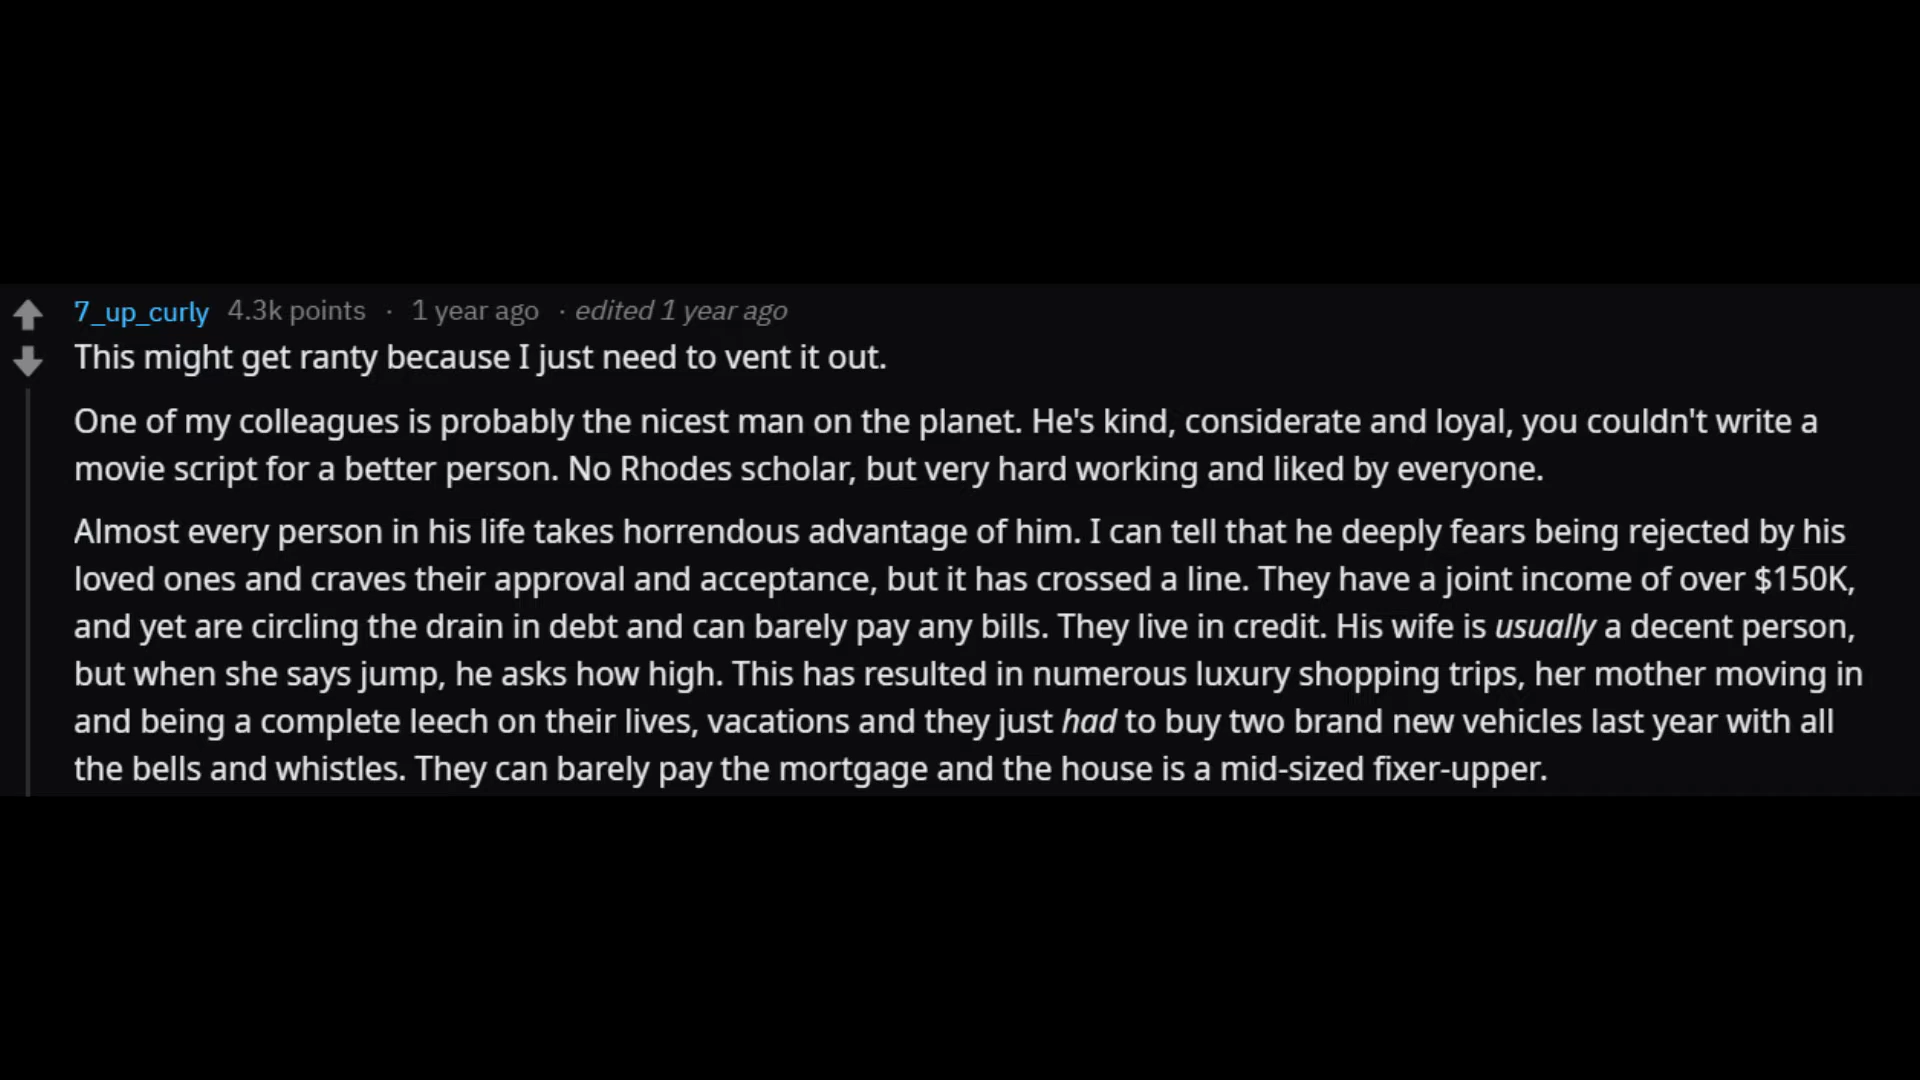 7_up_curly 4.3k points · 1 year ago · edited 1 year ago
This might get ranty because I just need to vent it out.
One of my colleagues is probably the nicest man on the planet. He's kind, considerate and loyal, you couldn't write a
movie script for a better person. No Rhodes scholar, but very hard working and liked by everyone.
Almost every person in his life takes horrendous advantage of him. I can tell that he deeply fears being rejected by his
loved ones and craves their approval and acceptance, but it has crossed a line. They have a joint income of over $150K,
and yet are circling the drain in debt and can barely pay any bills. They live in credit. His wife is usually a decent person,
but when she says jump, he asks how high. This has resulted in numerous luxury shopping trips, her mother moving in
and being a complete leech on their lives, vacations and they just had to buy two brand new vehicles last year with all
the bells and whistles. They can barely pay the mortgage and the house is a mid-sized fixer-upper.